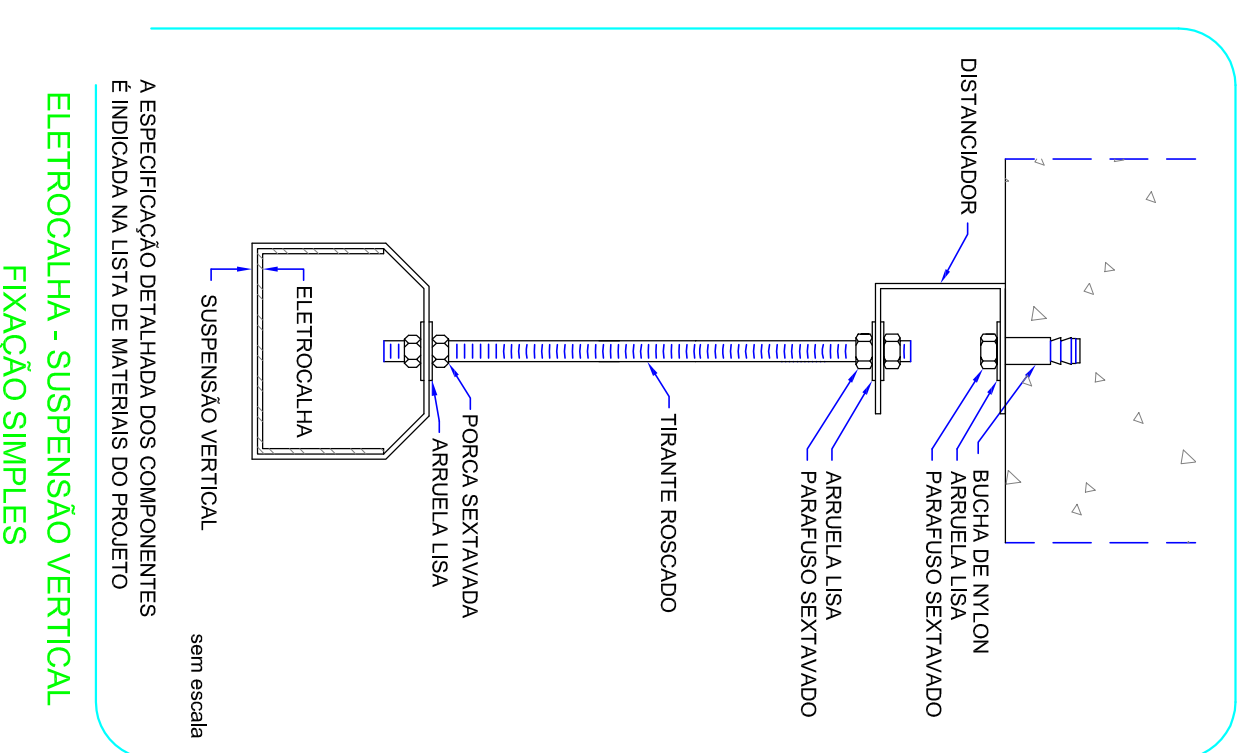 BUCHA DE NYLON
ARRUELA LISA
PARAFUSO SEXTAVADO
DISTANCIADOR
ARRUELA LISA
PARAFUSO SEXTAVADO
TIRANTE ROSCADO
PORCA SEXTAVADA
ARRUELA LISA
ELETROCALHA
SUSPENSÃO VERTICAL
sem escala
A ESPECIFICAÇÃO DETALHADA DOS COMPONENTES
É INDICADA NA LISTA DE MATERIAIS DO PROJETO
ELETROCALHA - SUSPENSÃO VERTICAL
FIXAÇÃO SIMPLES